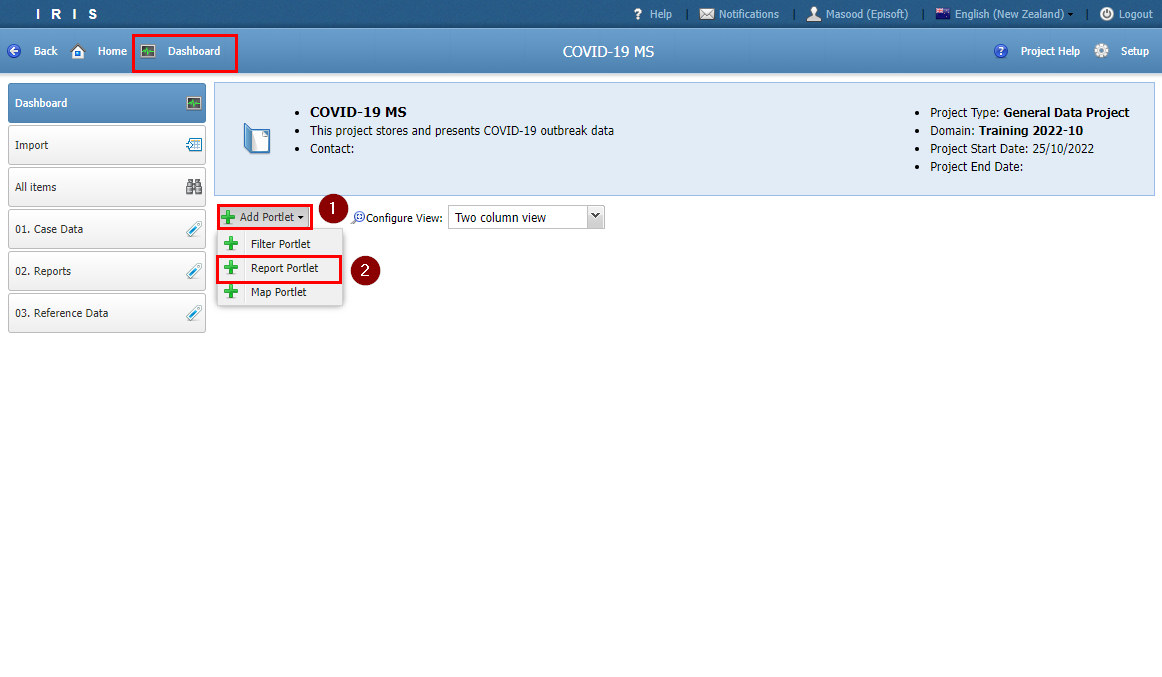 I R I S
? Help | Notifications | Masood (Episoft) | English (New Zealand) | Logout
Back Home Dashboard COVID-19 MS ? Project Help Setup
Dashboard
Import
All items
01. Case Data
02. Reports
03. Reference Data
• COVID-19 MS
• This project stores and presents COVID-19 outbreak data
• Contact:
• Project Type: General Data Project
• Domain: Training 2022-10
• Project Start Date: 25/10/2022
• Project End Date:
Add Portlet 1 Configure View: Two column view
Filter Portlet
Report Portlet 2
Map Portlet